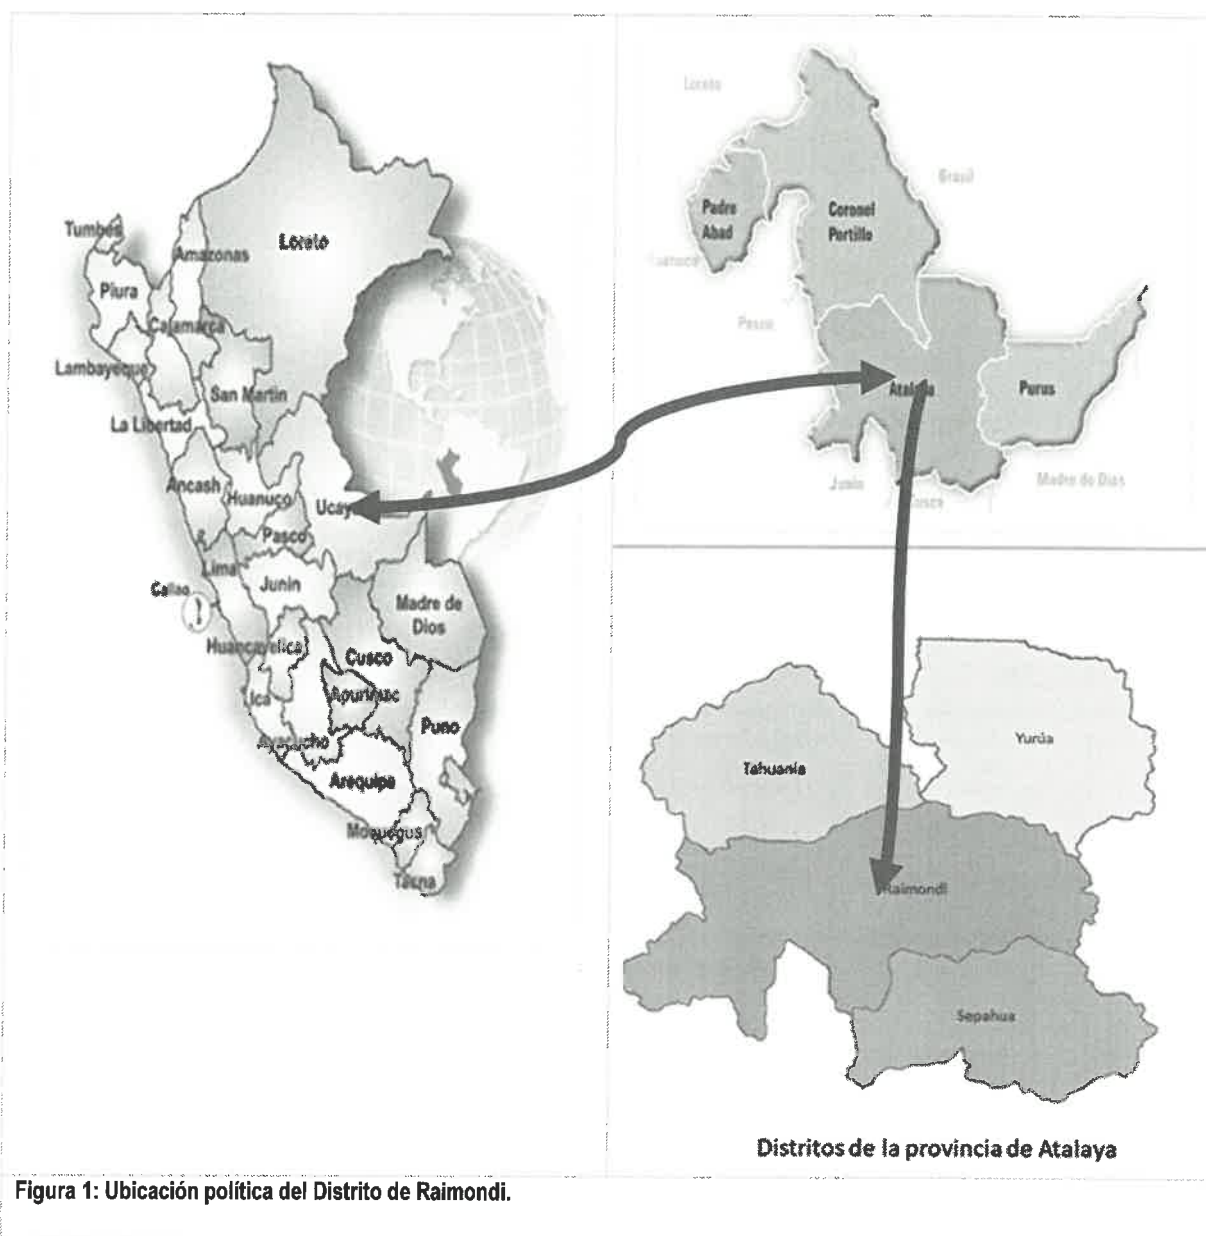 Loreto
Tumbes
Amazonas
Piura
Cajamarca
Lambayeque
San Martin
La Libertad
Ancash
Huanuco
Pasco
Lima
Junin
Callao
Madre de
Dios
Huancavelica
Cusco
Ica
Apurimac
Puno
Ayacucho
Arequipa
Moquegua
Tacna
Loreto
Brasil
Padre
Abad
Coronel
Portillo
Pasco
Purus
Junin
Madre de Dios
Yurúa
Tahuania
Raimondi
Sepahua
Distritos de la provincia de Atalaya
Figura 1: Ubicación política del Distrito de Raimondi.